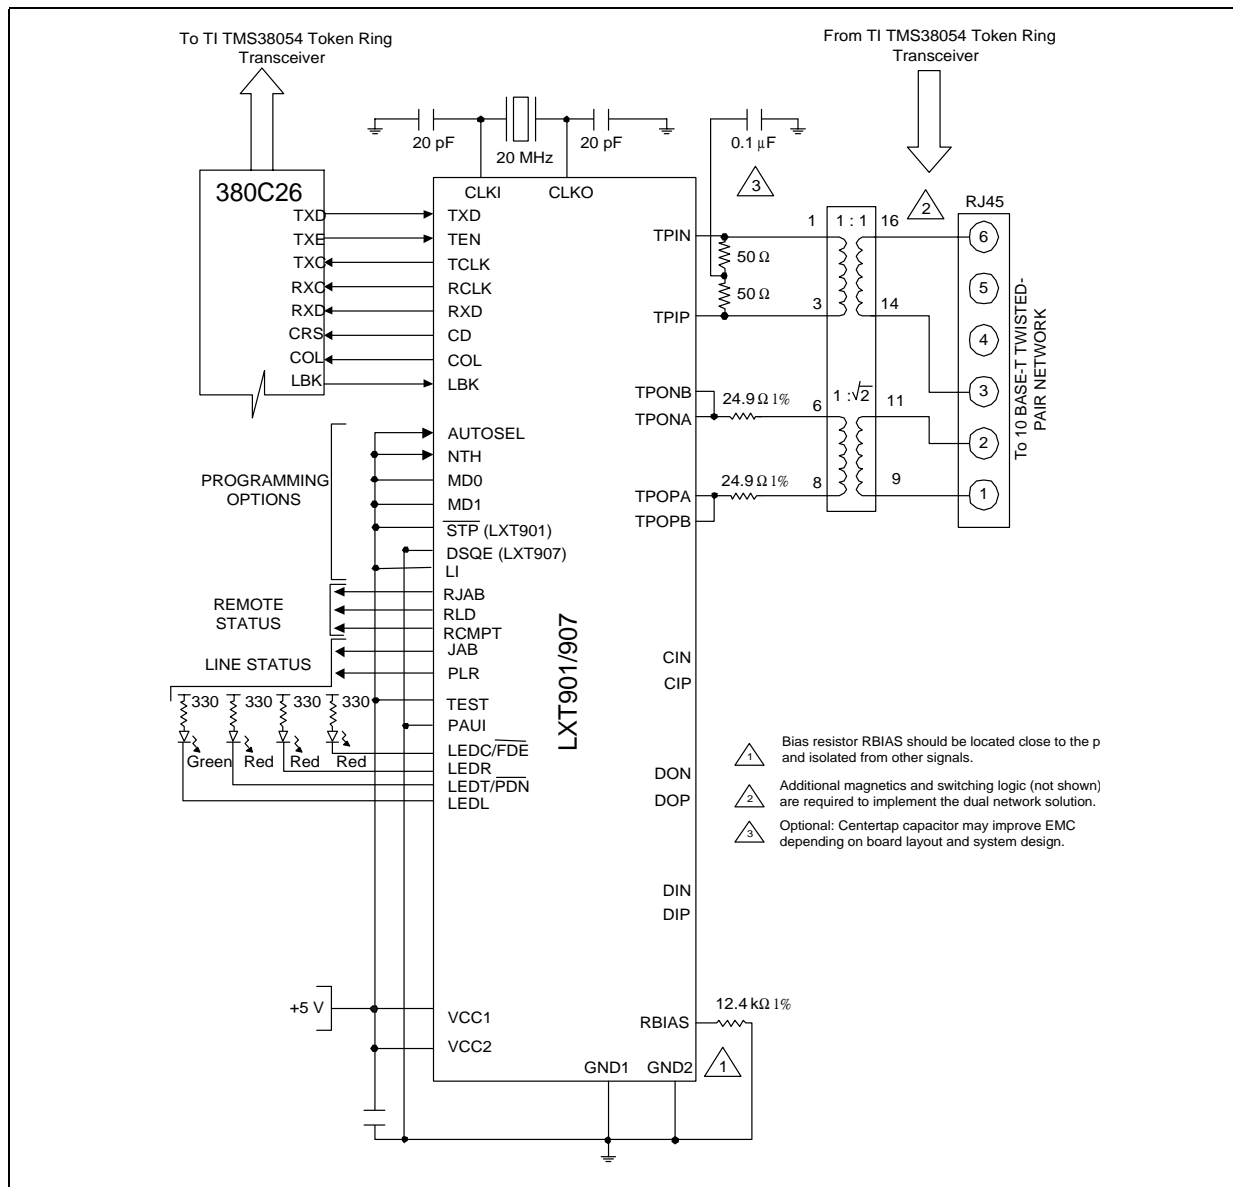 To TI TMS38054 Token Ring
Transceiver
From TI TMS38054 Token Ring
Transceiver
20 pF
20 MHz
20 pF
0.1 µF
3
2
380C26
TXD
TXE
TXC
RXC
RXD
CRS
COL
LBK
CLKI
CLKO
TXD
TEN
TCLK
RCLK
RXD
CD
COL
LBK
AUTOSEL
NTH
MD0
MD1
STP (LXT901)
DSQE (LXT907)
LI
RJAB
RLD
RCMPT
JAB
PLR
TEST
PAUI
LEDC/FDE
LEDR
LEDT/PDN
LEDL
VCC1
VCC2
PROGRAMMING
OPTIONS
REMOTE
STATUS
LINE STATUS
330
330
330
330
Green
Red
Red
Red
+5 V
LXT901/907
TPIN
TPIP
TPONB
TPONA
TPOPA
TPOPB
CIN
CIP
DON
DOP
DIN
DIP
RBIAS
GND1
GND2
50 Ω
50 Ω
24.9 Ω 1%
24.9 Ω 1%
12.4 kΩ 1%
1
1 : 1
16
3
14
6
1 :√2
11
8
9
RJ45
6
5
4
3
2
1
To 10 BASE-T TWISTED-
PAIR NETWORK
1
1
Bias resistor RBIAS should be located close to the p
and isolated from other signals.
2
Additional magnetics and switching logic (not shown)
are required to implement the dual network solution.
3
Optional: Centertap capacitor may improve EMC
depending on board layout and system design.